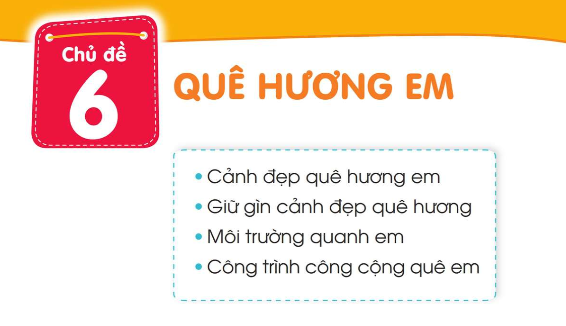 Chủ đề
6
QUÊ HƯƠNG EM
• Cảnh đẹp quê hương em
• Giữ gìn cảnh đẹp quê hương
• Môi trường quanh em
• Công trình công cộng quê em